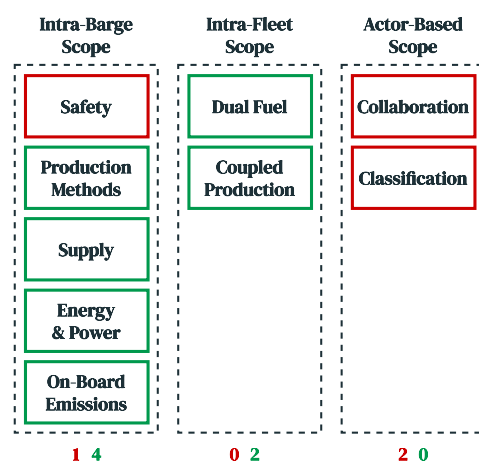 Intra-Barge
Scope
Intra-Fleet
Scope
Actor-Based
Scope
Safety
Production
Methods
Supply
Energy
& Power
On-Board
Emissions
Dual Fuel
Coupled
Production
Collaboration
Classification
1 4
0 2
2 0